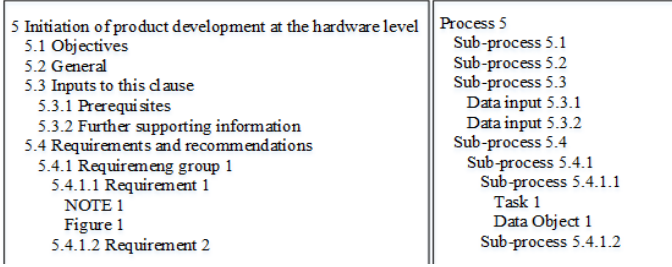 5 Initiation of product development at the hardware level
5.1 Objectives
5.2 General
5.3 Inputs to this clause
5.3.1 Prerequisites
5.3.2 Further supporting information
5.4 Requirements and recommendations
5.4.1 Requiremeng group 1
5.4.1.1 Requirement 1
NOTE 1
Figure 1
5.4.1.2 Requirement 2
Process 5
Sub-process 5.1
Sub-process 5.2
Sub-process 5.3
Data input 5.3.1
Data input 5.3.2
Sub-process 5.4
Sub-process 5.4.1
Sub-process 5.4.1.1
Task 1
Data Object 1
Sub-process 5.4.1.2